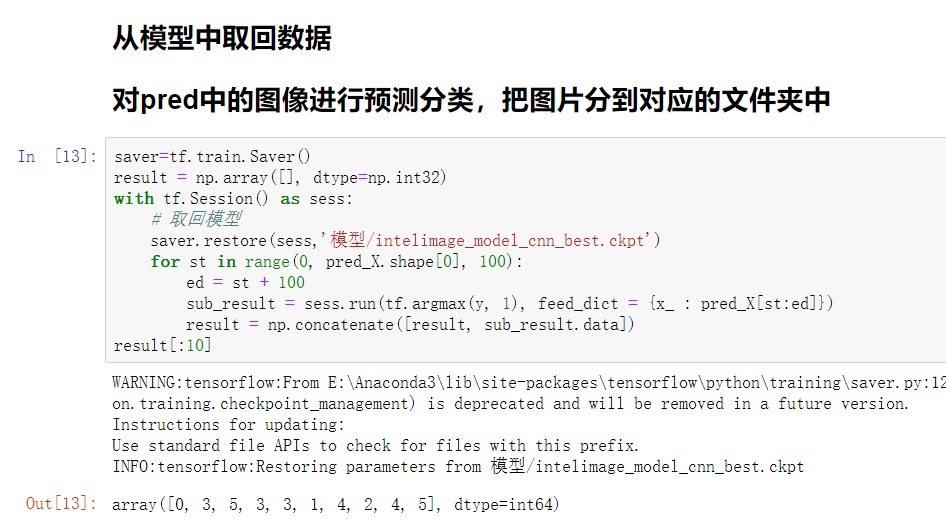 从模型中取回数据
对pred中的图像进行预测分类，把图片分到对应的文件夹中
In [13]:
saver=tf.train.Saver()
result = np.array([], dtype=np.int32)
with tf.Session() as sess:
    # 取回模型
    saver.restore(sess,'模型/intelimage_model_cnn_best.ckpt')
    for st in range(0, pred_X.shape[0], 100):
        ed = st + 100
        sub_result = sess.run(tf.argmax(y, 1), feed_dict = {x_ : pred_X[st:ed]})
        result = np.concatenate([result, sub_result.data])
result[:10]
WARNING:tensorflow:From E:\Anaconda3\lib\site-packages\tensorflow\python\training\saver.py:12
on.training.checkpoint_management) is deprecated and will be removed in a future version.
Instructions for updating:
Use standard file APIs to check for files with this prefix.
INFO:tensorflow:Restoring parameters from 模型/intelimage_model_cnn_best.ckpt
Out[13]: array([0, 3, 5, 3, 3, 1, 4, 2, 4, 5], dtype=int64)